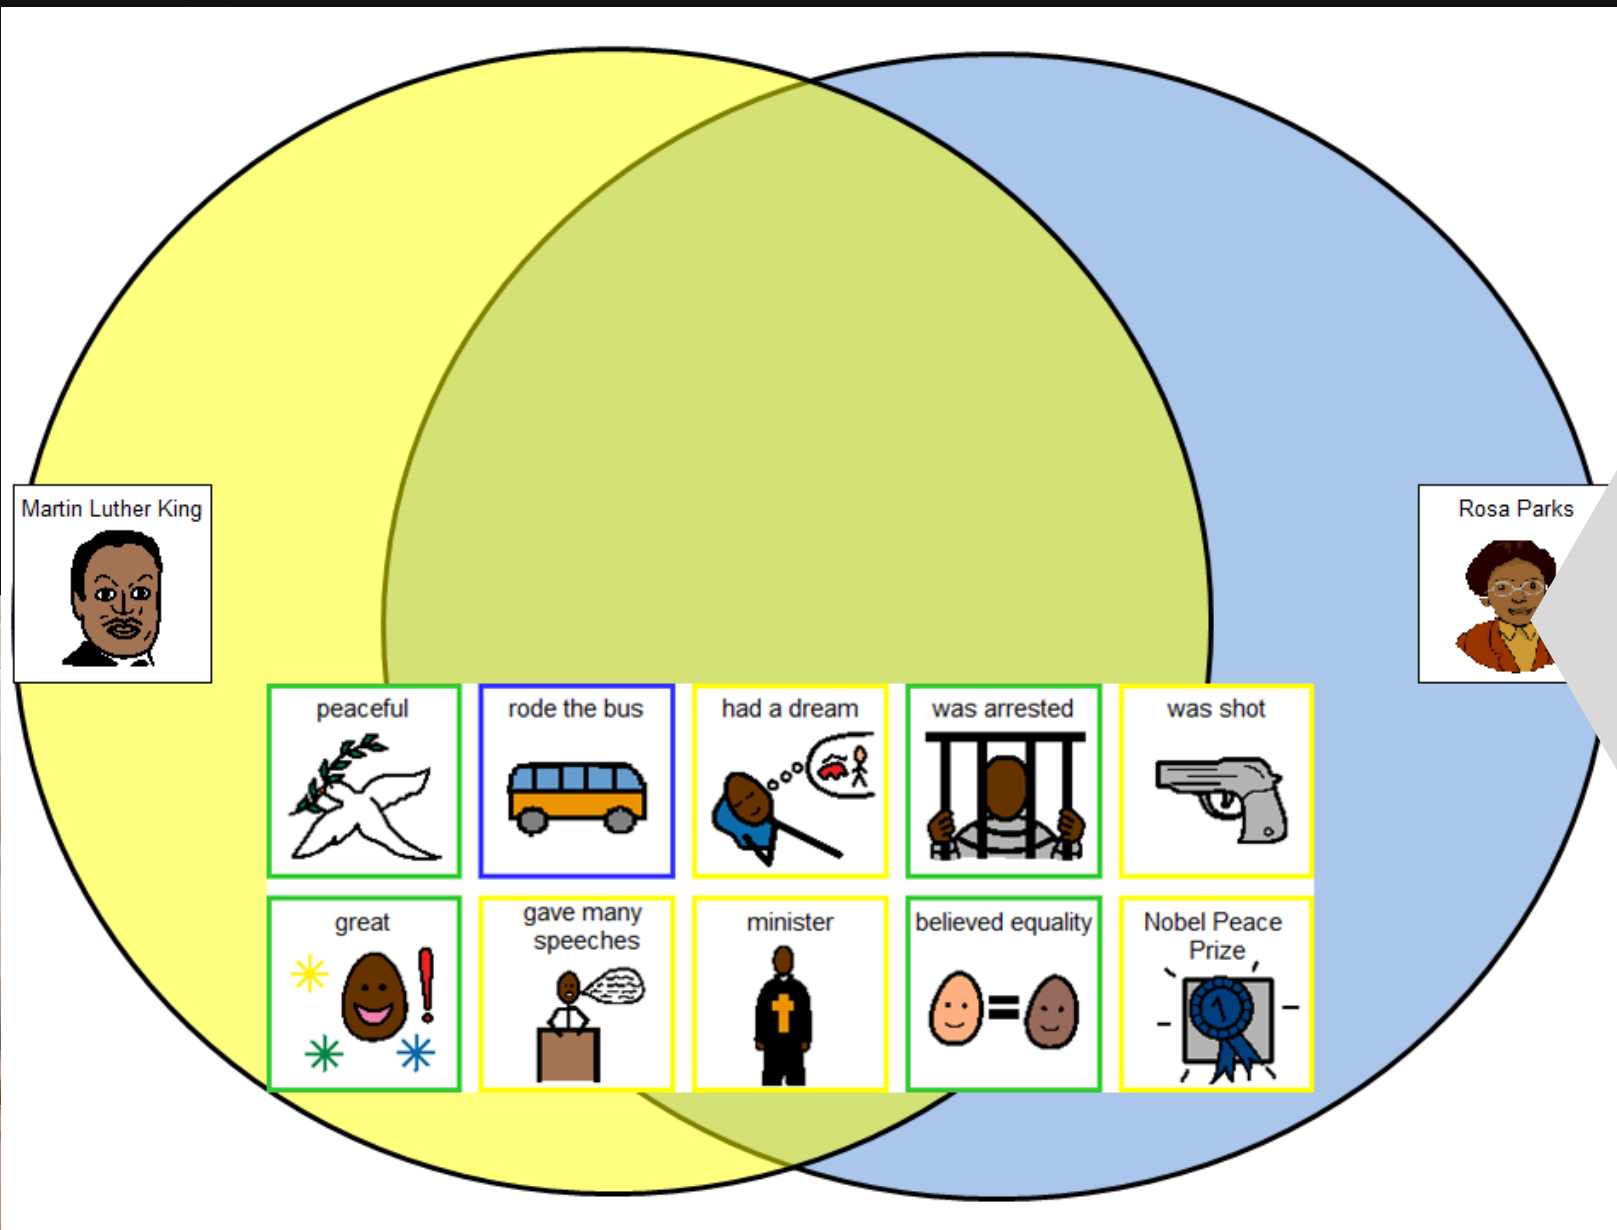 Martin Luther King
Rosa Parks
peaceful
rode the bus
had a dream
was arrested
was shot
great
gave many
speeches
minister
believed equality
Nobel Peace
Prize
1